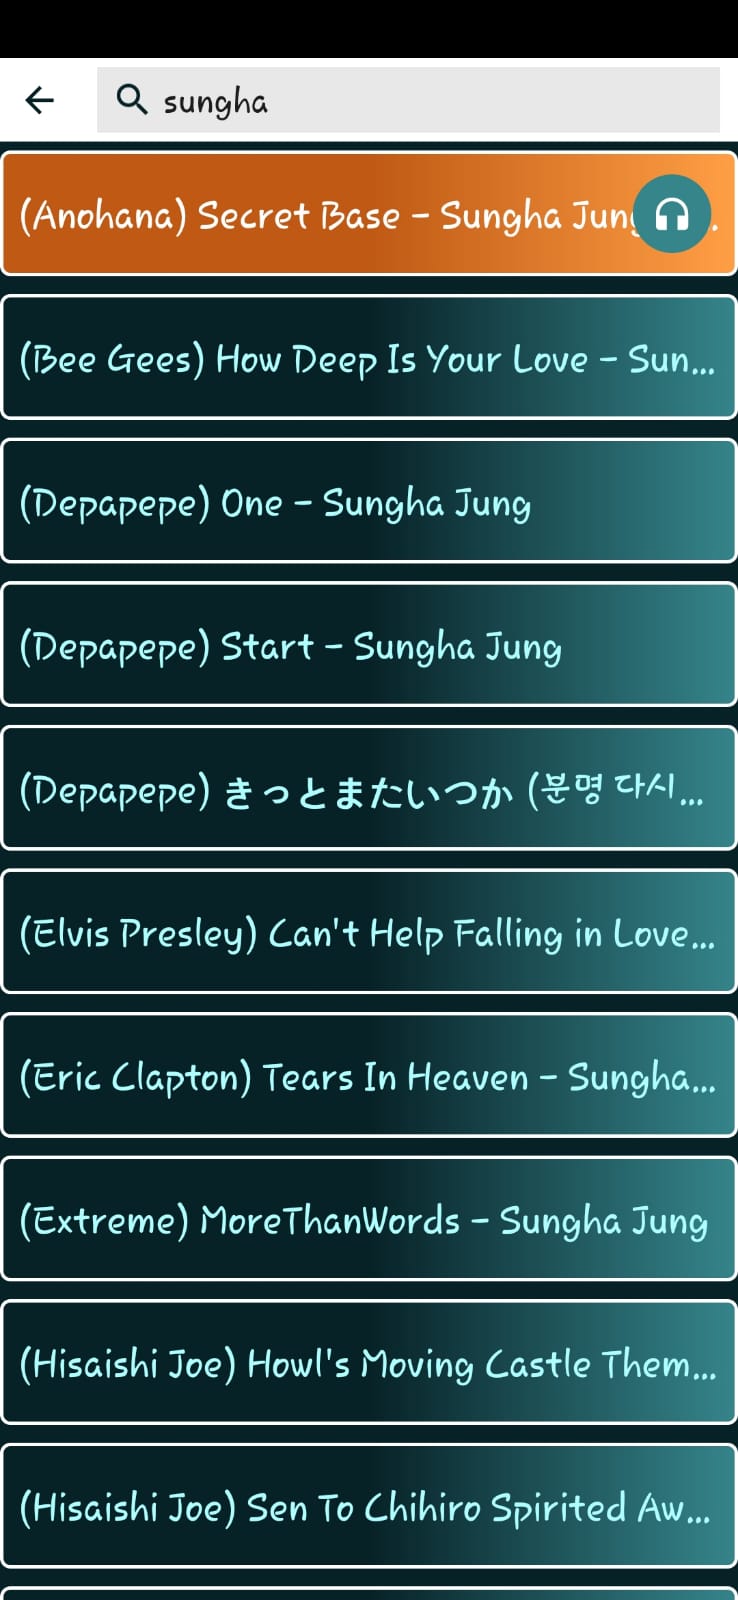 sungha
(Anohana) Secret Base - Sungha Jung
(Bee Gees) How Deep Is Your Love - Sun...
(Depapepe) One - Sungha Jung
(Depapepe) Start - Sungha Jung
(Depapepe) きっとまたいつか (분명 다시...
(Elvis Presley) Can't Help Falling in Love...
(Eric Clapton) Tears In Heaven - Sungha...
(Extreme) MoreThanWords - Sungha Jung
(Hisaishi Joe) Howl's Moving Castle Them...
(Hisaishi Joe) Sen To Chihiro Spirited Aw...